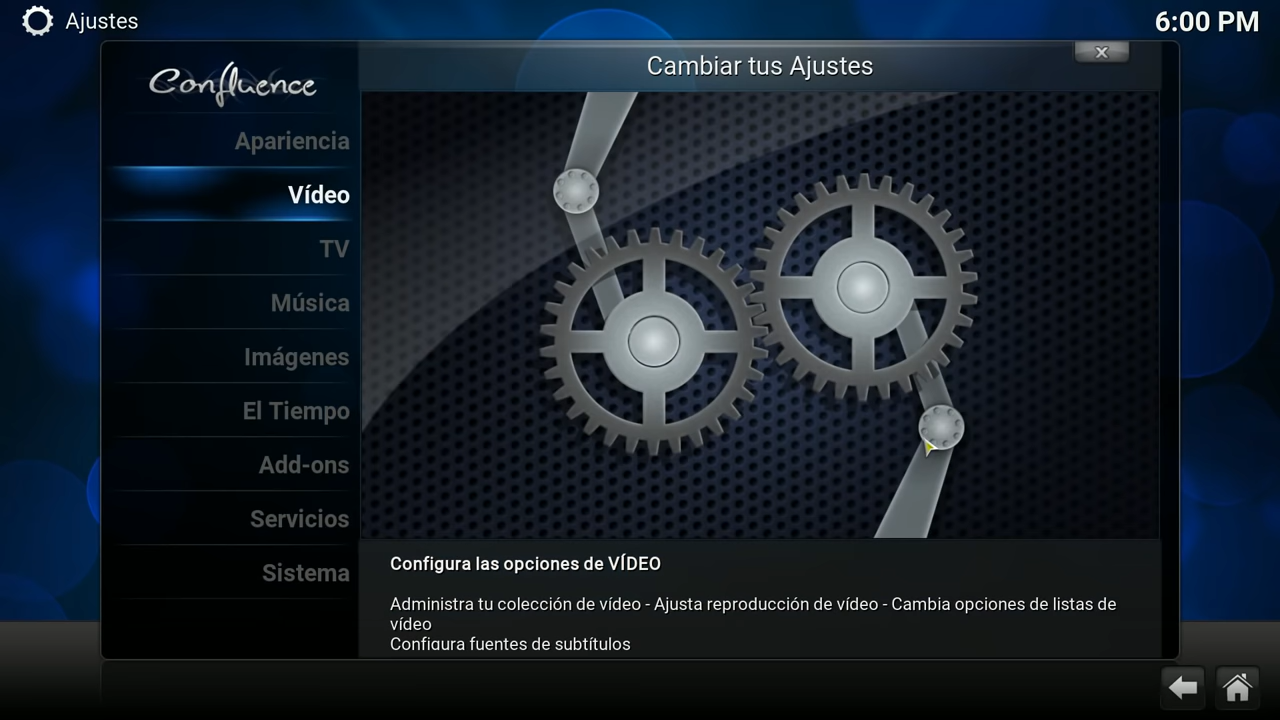 Ajustes
6:00 PM
Confluence
Cambiar tus Ajustes
Apariencia
Vídeo
TV
Música
Imágenes
El Tiempo
Add-ons
Servicios
Sistema
Configura las opciones de VÍDEO
Administra tu colección de vídeo - Ajusta reproducción de vídeo - Cambia opciones de listas de
vídeo
Configura fuentes de subtítulos